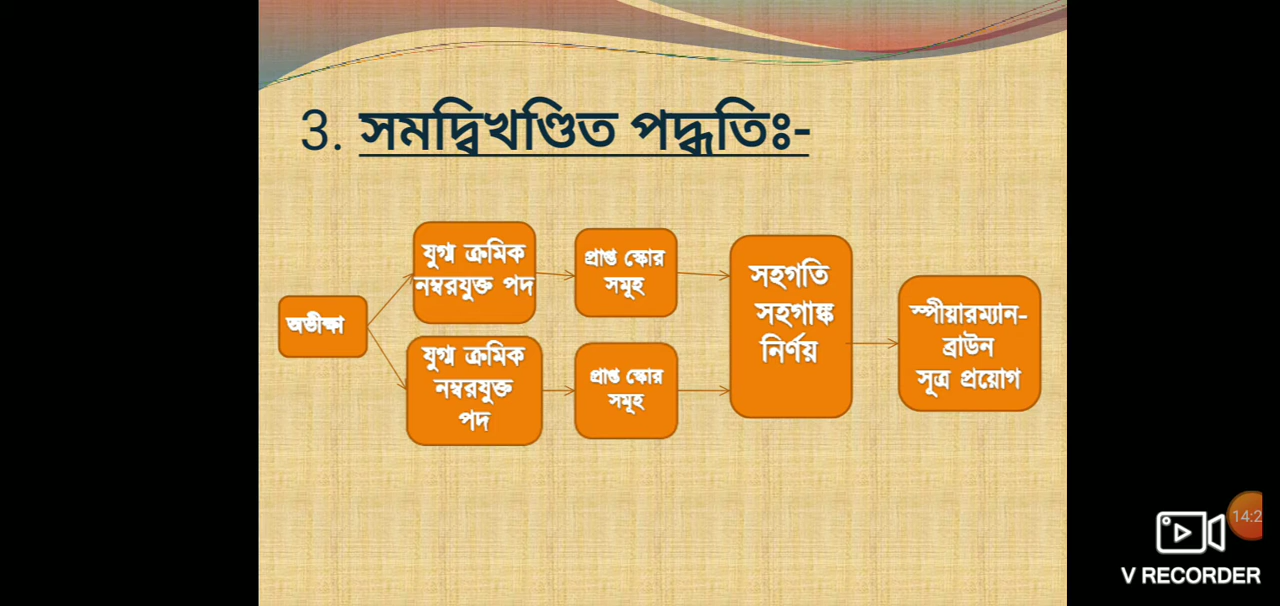 3. সমদ্বিখণ্ডিত পদ্ধতিঃ-
অভীক্ষা
যুগ্ম ক্রমিক
নম্বরযুক্ত পদ
প্রাপ্ত স্কোর
সমূহ
যুগ্ম ক্রমিক
নম্বরযুক্ত
পদ
প্রাপ্ত স্কোর
সমূহ
সহগতি
সহগাঙ্ক
নির্ণয়
স্পীয়ারম্যান-
ব্রাউন
সূত্র প্রয়োগ
14:2
V RECORDER